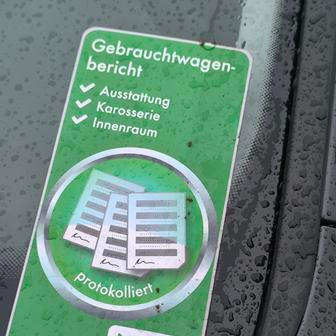 Gebrauchtwagen-
bericht
Ausstattung
Karosserie
Innenraum
protokolliert